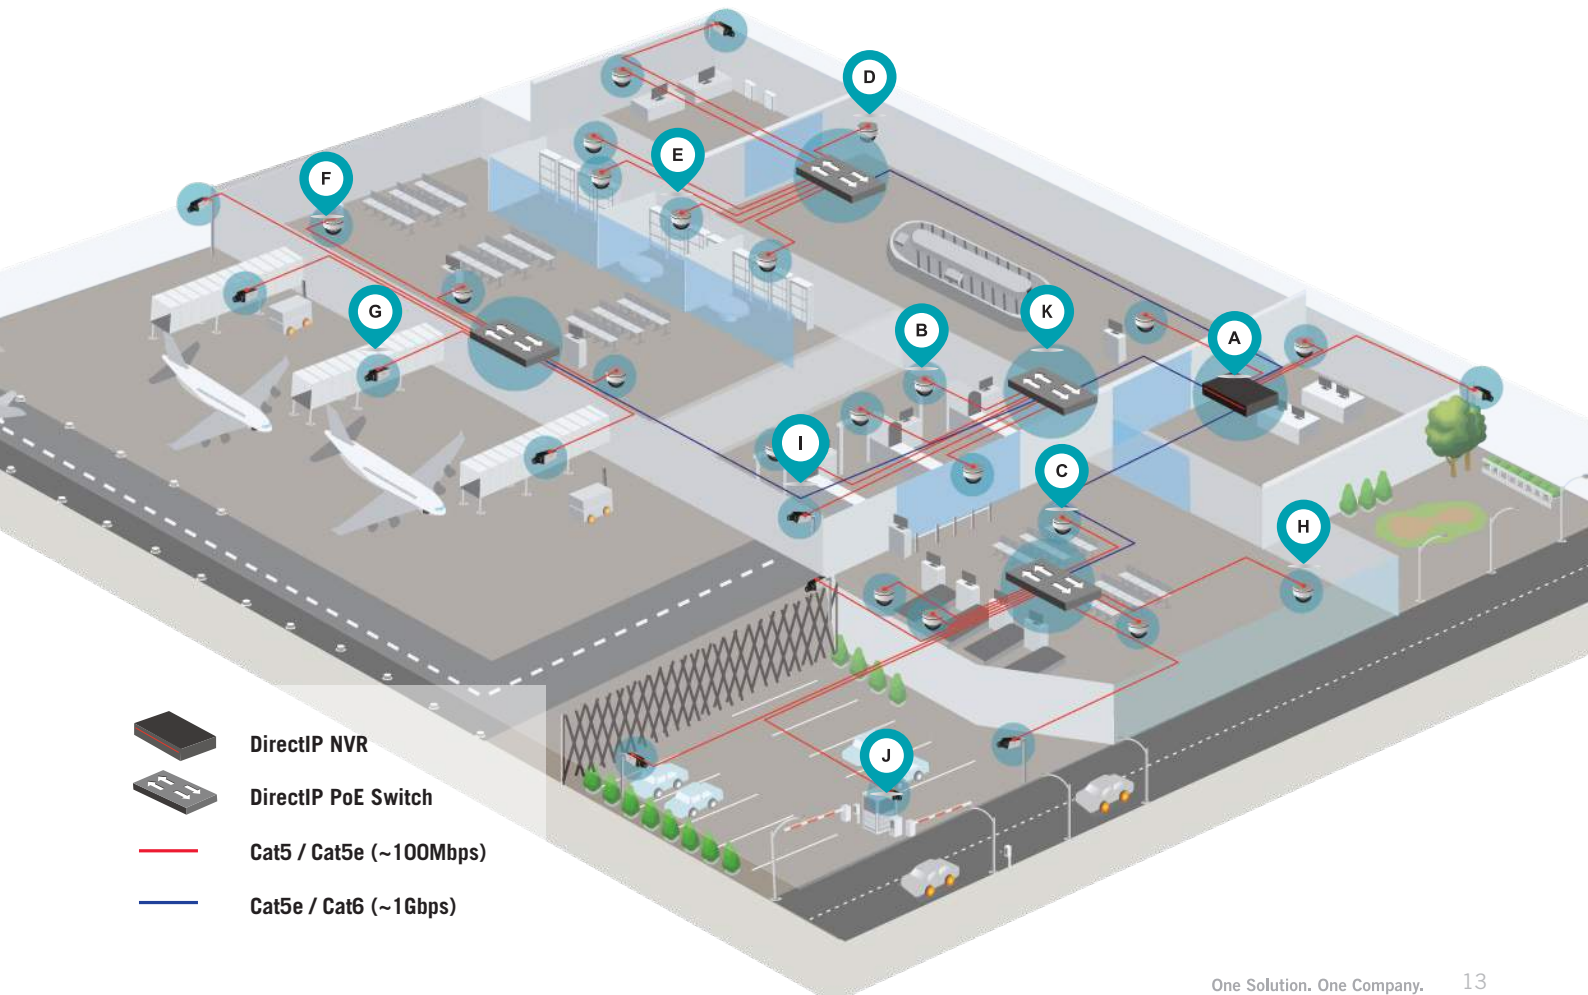 D
E
F
G
K
B
A
I
C
H
J
DirectIP NVR
DirectIP PoE Switch
Cat5 / Cat5e (~100Mbps)
Cat5e / Cat6 (~1Gbps)
One Solution. One Company. 13